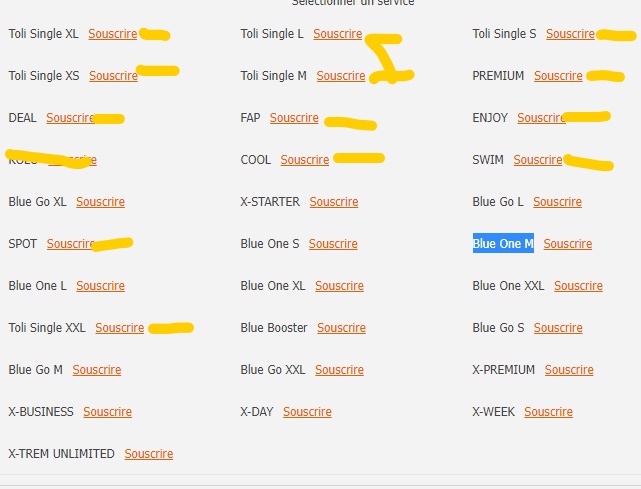 Sélectionner un service
Toli Single XL Souscrire Toli Single L Souscrire Toli Single S Souscrire
Toli Single XS Souscrire Toli Single M Souscrire PREMIUM Souscrire
DEAL Souscrire FAP Souscrire ENJOY Souscrire
Souscrire COOL Souscrire SWIM Souscrire
Blue Go XL Souscrire X-STARTER Souscrire Blue Go L Souscrire
SPOT Souscrire Blue One S Souscrire Blue One M Souscrire
Blue One L Souscrire Blue One XL Souscrire Blue One XXL Souscrire
Toli Single XXL Souscrire Blue Booster Souscrire Blue Go S Souscrire
Blue Go M Souscrire Blue Go XXL Souscrire X-PREMIUM Souscrire
X-BUSINESS Souscrire X-DAY Souscrire X-WEEK Souscrire
X-TREM UNLIMITED Souscrire